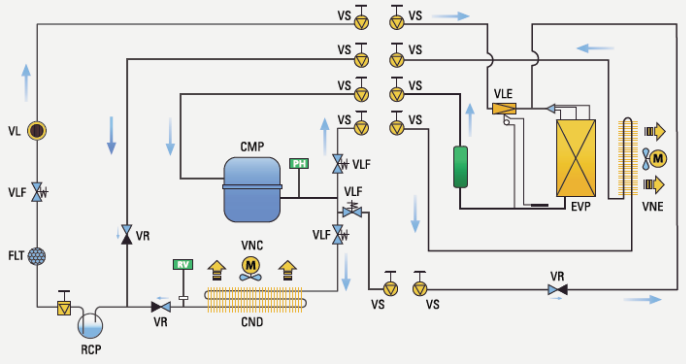 VS VS
VS VS
VLE
VS VS
VL
CMP
VS VS
PH
VLF
M
VLF
VLF
EVP
VNE
VR
VLF
FLT
VNC
RV
M
VR
VS VS
VR
CND
RCP